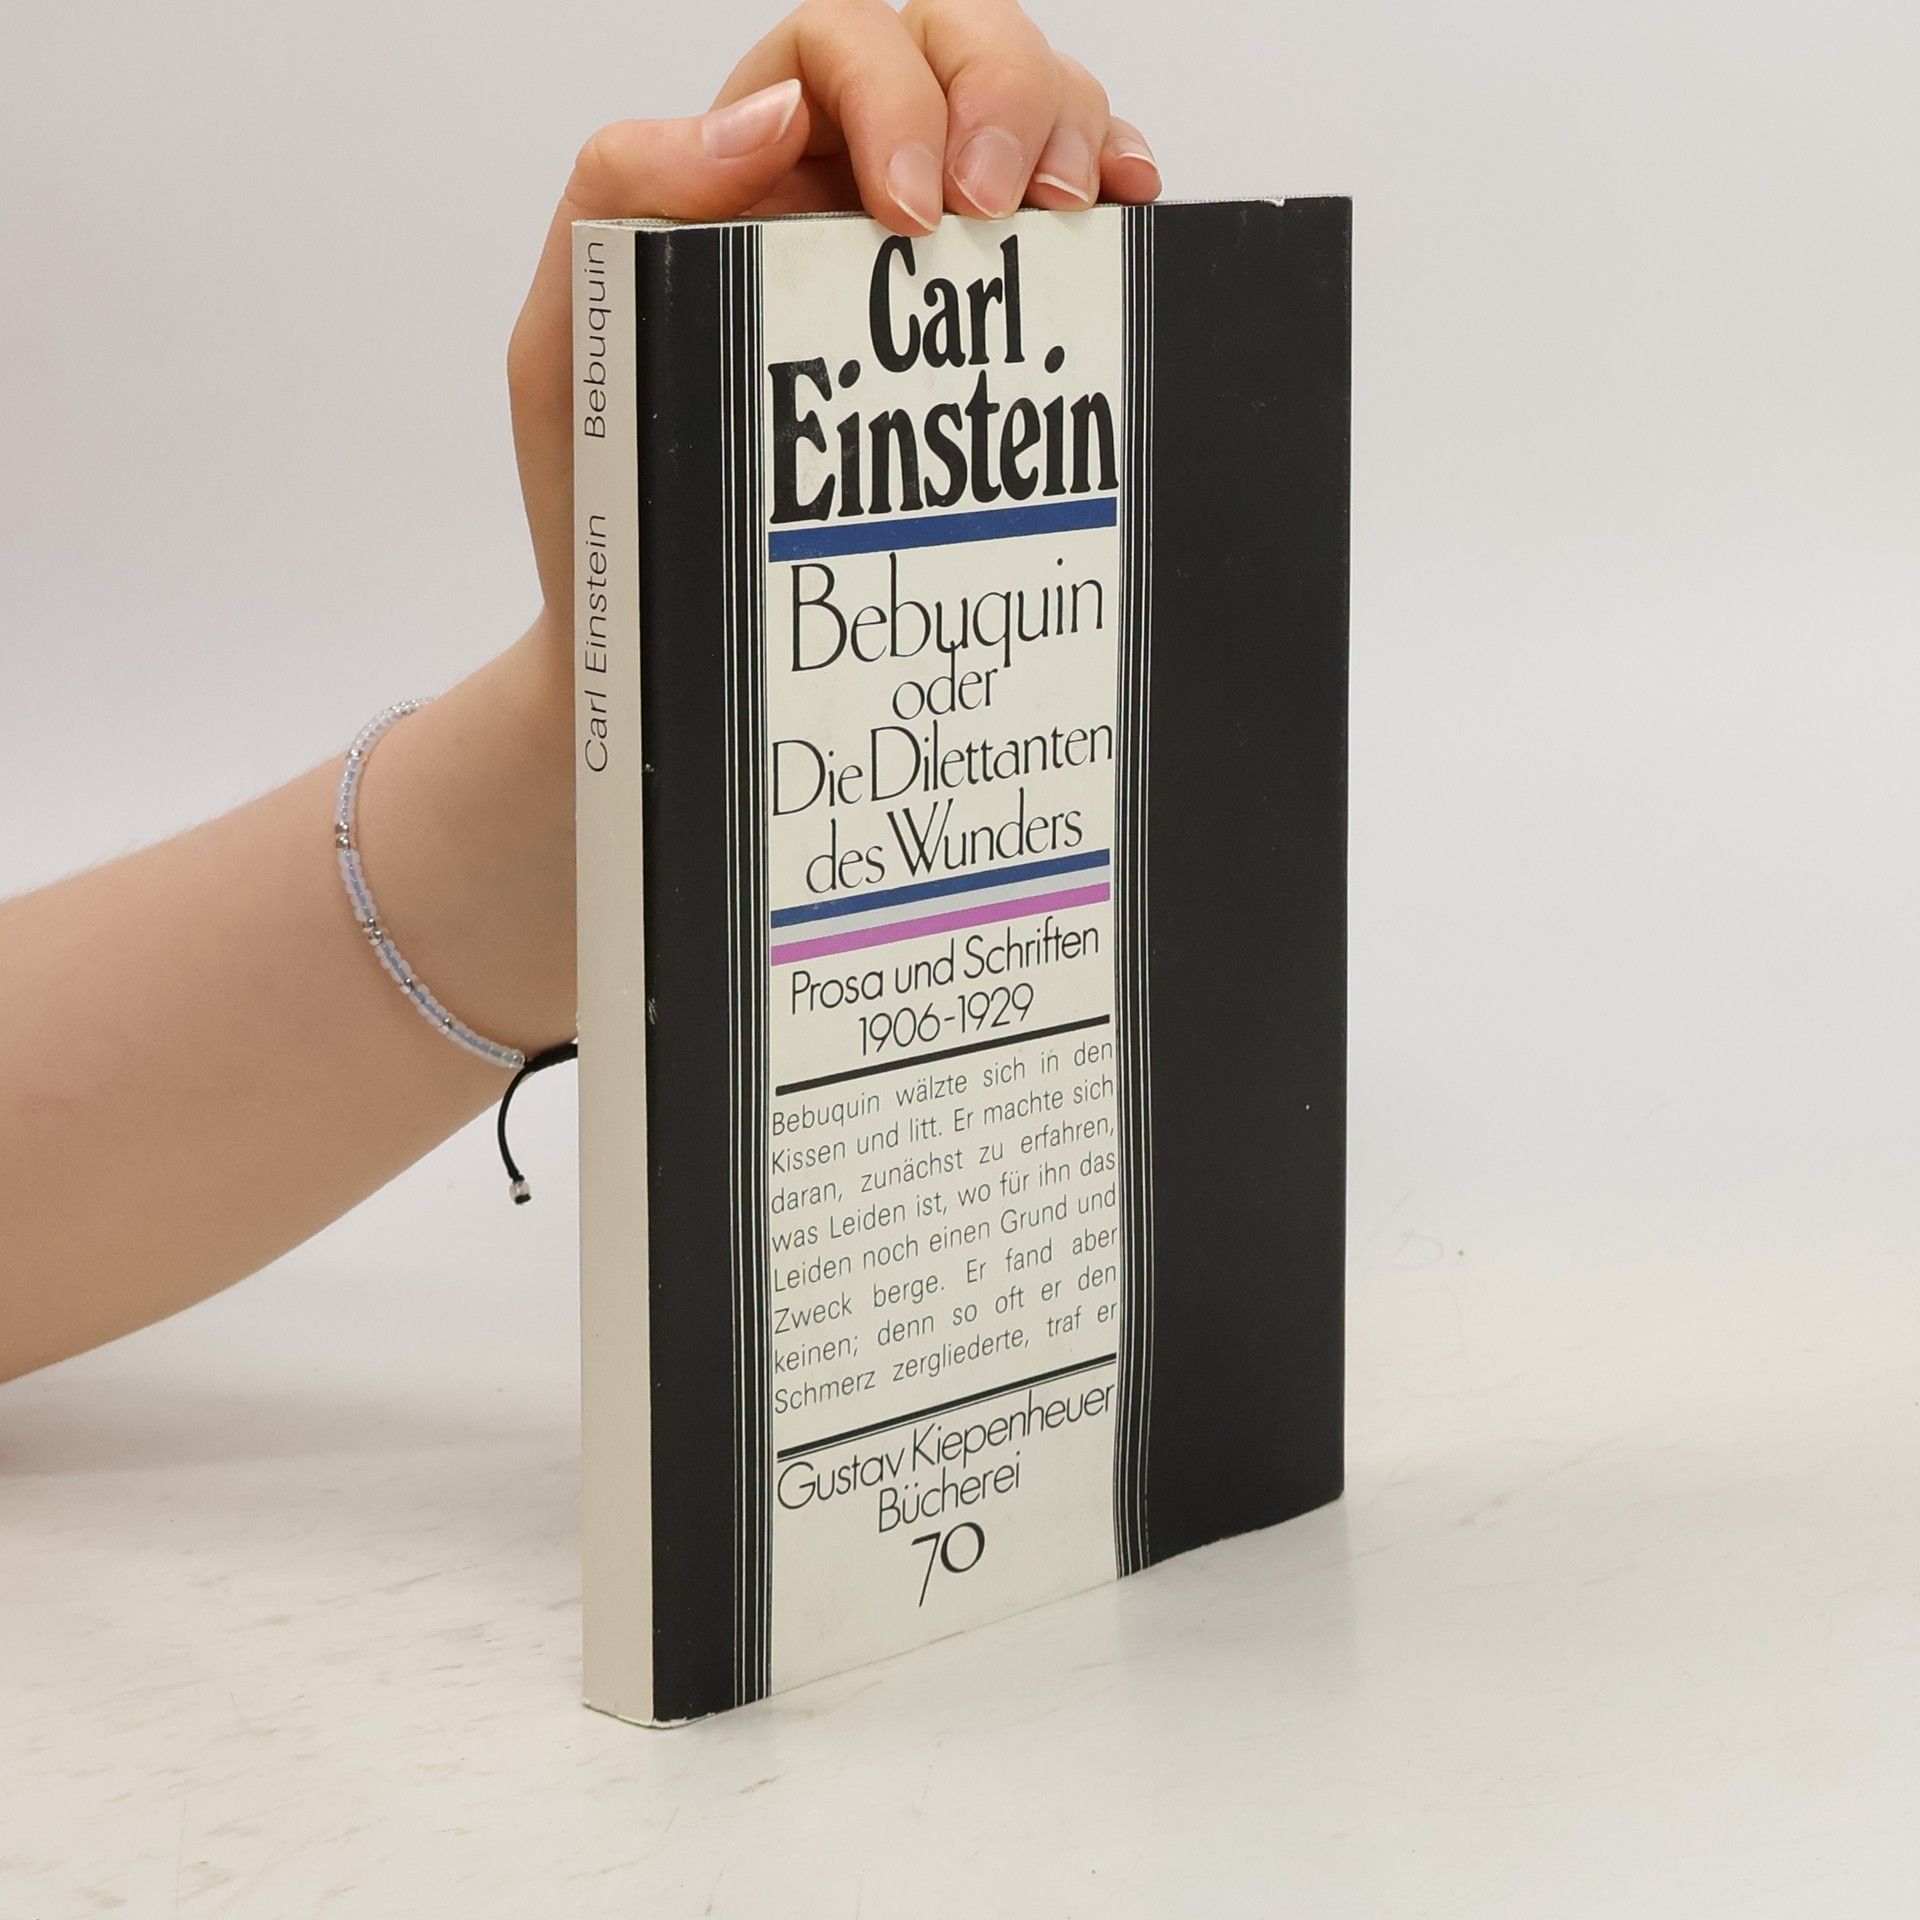 Carl Einstein Bebuquin
Carl
Einstein
Bebuquin
oder
Die Dilettanten
des Wunders
Prosa und Schriften
1906-1929
Bebuquin wälzte sich in den
Kissen und litt. Er machte sich
daran, zunächst zu erfahren,
was Leiden ist, wo für ihn das
Leiden noch einen Grund und
Zweck berge. Er fand aber
keinen; denn so oft er den
Schmerz zergliederte, traf er
Gustav Kiepenheuer
Bücherei
70